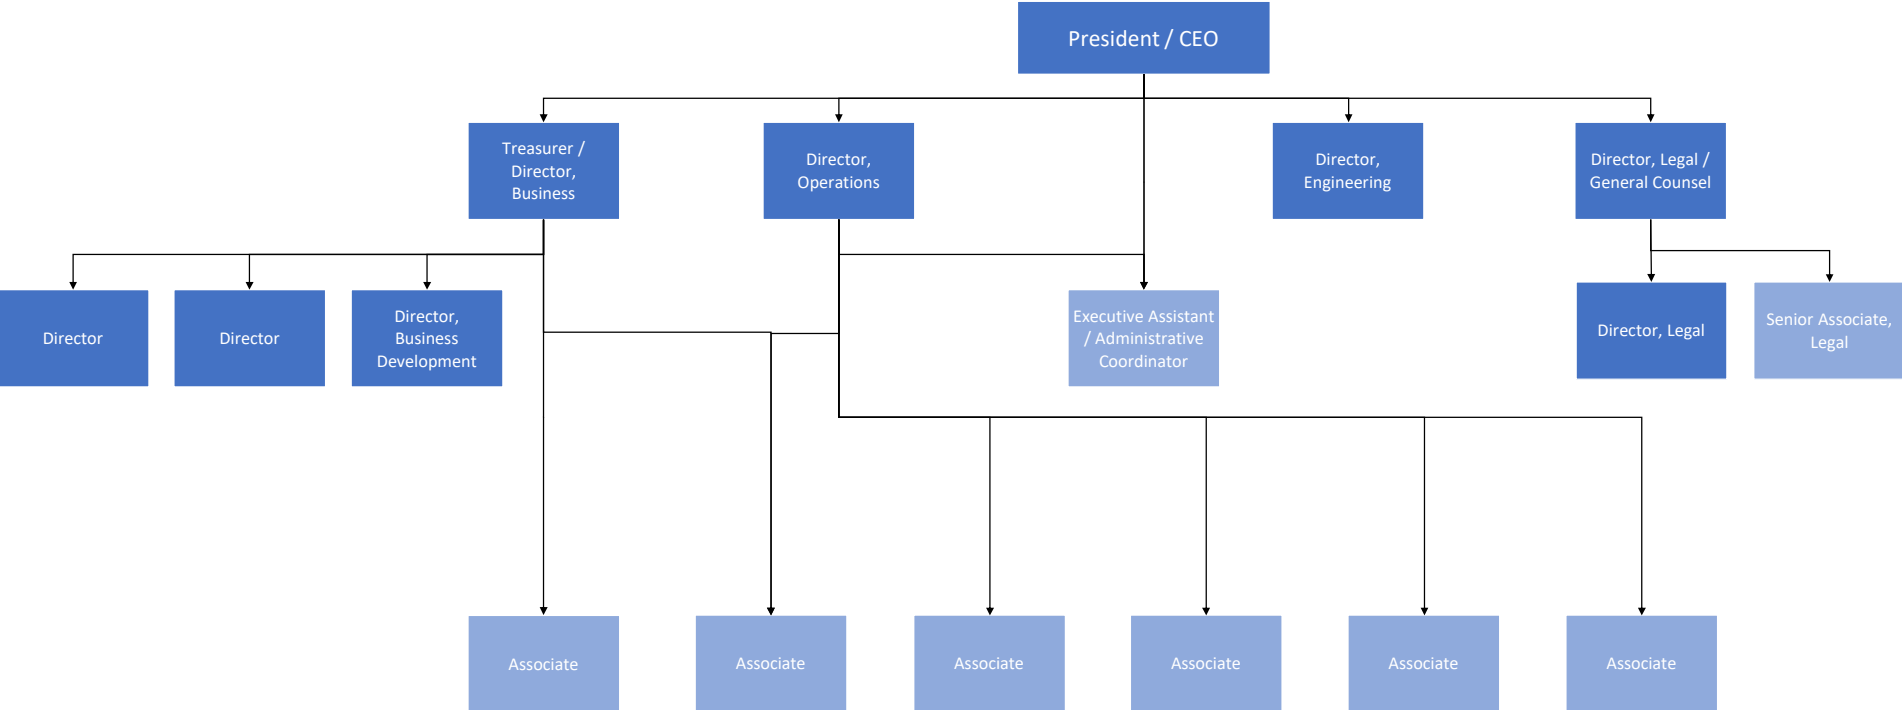 President / CEO
Treasurer /
Director,
Business
Director,
Operations
Director,
Engineering
Director, Legal /
General Counsel
Director
Director
Director,
Business
Development
Executive Assistant
/ Administrative
Coordinator
Director, Legal
Senior Associate,
Legal
Associate
Associate
Associate
Associate
Associate
Associate